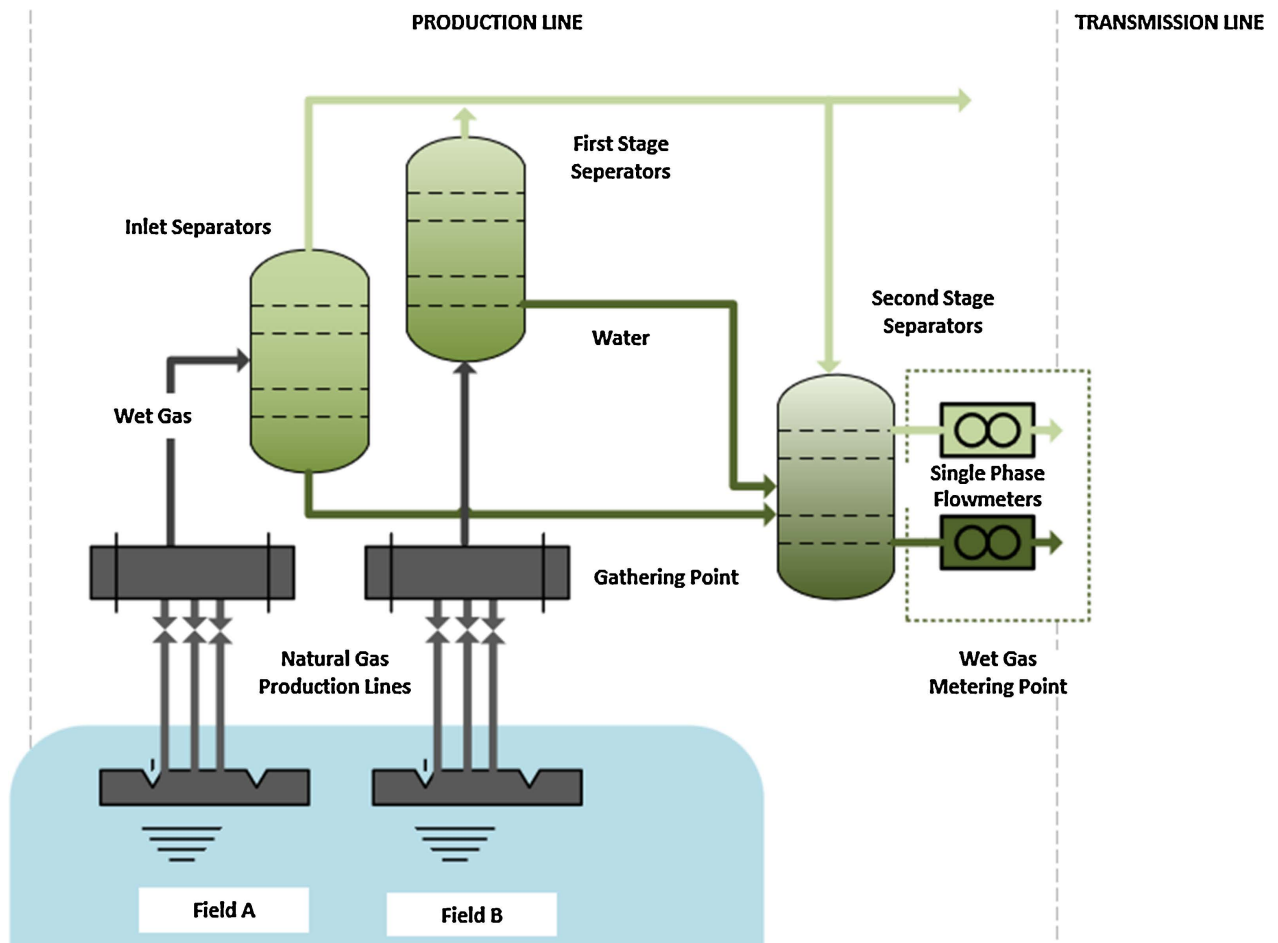 PRODUCTION LINE
TRANSMISSION LINE
First Stage
Seperators
Inlet Separators
Second Stage
Separators
Water
Wet Gas
Single Phase
Flowmeters
Gathering Point
Natural Gas
Production Lines
Wet Gas
Metering Point
Field A
Field B